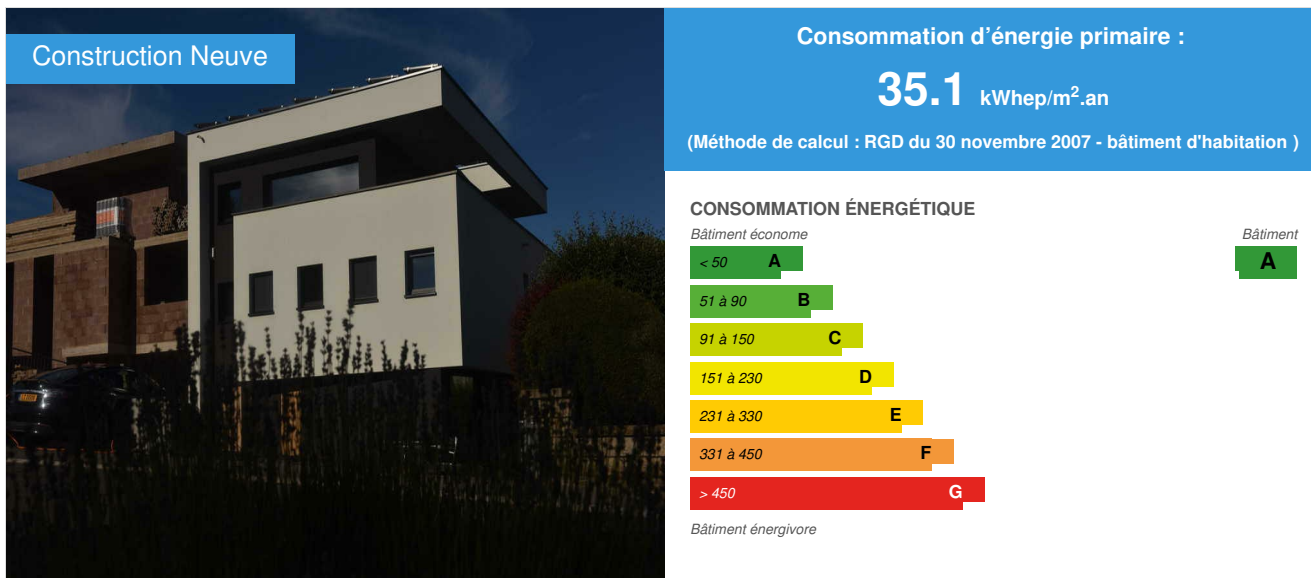 Construction Neuve
Consommation d'énergie primaire :
35.1 kWhep/m².an
(Méthode de calcul : RGD du 30 novembre 2007 - bâtiment d'habitation )
CONSOMMATION ÉNERGÉTIQUE
Bâtiment économe
Bâtiment
< 50 A
A
51 à 90 B
91 à 150 C
151 à 230 D
231 à 330 E
331 à 450 F
> 450 G
Bâtiment énergivore